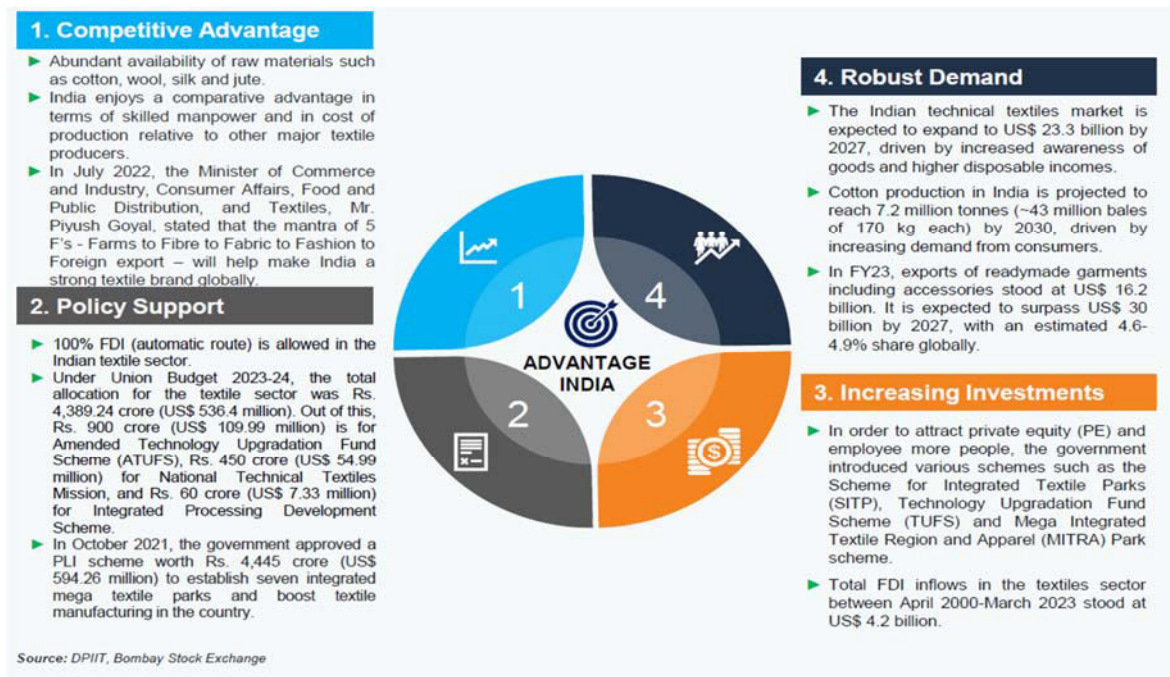 1. Competitive Advantage
► Abundant availability of raw materials such
as cotton, wool, silk and jute.
► India enjoys a comparative advantage in
terms of skilled manpower and in cost of
production relative to other major textile
producers.
► In July 2022, the Minister of Commerce
and Industry, Consumer Affairs, Food and
Public Distribution, and Textiles, Mr.
Piyush Goyal, stated that the mantra of 5
F's - Farms to Fibre to Fabric to Fashion to
Foreign export – will help make India a
strong textile brand globally.
2. Policy Support
► 100% FDI (automatic route) is allowed in the
Indian textile sector.
► Under Union Budget 2023-24, the total
allocation for the textile sector was Rs.
4,389.24 crore (US$ 536.4 million). Out of this,
Rs. 900 crore (US$ 109.99 million) is for
Amended Technology Upgradation Fund
Scheme (ATUFS), Rs. 450 crore (US$ 54.99
million) for National Technical Textiles
Mission, and Rs. 60 crore (US$ 7.33 million)
for Integrated Processing Development
Scheme.
► In October 2021, the government approved a
PLI scheme worth Rs. 4,445 crore (US$
594.26 million) to establish seven integrated
mega textile parks and boost textile
manufacturing in the country.
1
4
ADVANTAGE
INDIA
2
3
$
4. Robust Demand
► The Indian technical textiles market is
expected to expand to US$ 23.3 billion by
2027, driven by increased awareness of
goods and higher disposable incomes.
► Cotton production in India is projected to
reach 7.2 million tonnes (~43 million bales
of 170 kg each) by 2030, driven by
increasing demand from consumers.
► In FY23, exports of readymade garments
including accessories stood at US$ 16.2
billion. It is expected to surpass US$ 30
billion by 2027, with an estimated 4.6-
4.9% share globally.
3. Increasing Investments
► In order to attract private equity (PE) and
employee more people, the government
introduced various schemes such as the
Scheme for Integrated Textile Parks
(SITP), Technology Upgradation Fund
Scheme (TUFS) and Mega Integrated
Textile Region and Apparel (MITRA) Park
scheme.
► Total FDI inflows in the textiles sector
between April 2000-March 2023 stood at
US$ 4.2 billion.
Source: DPIIT, Bombay Stock Exchange